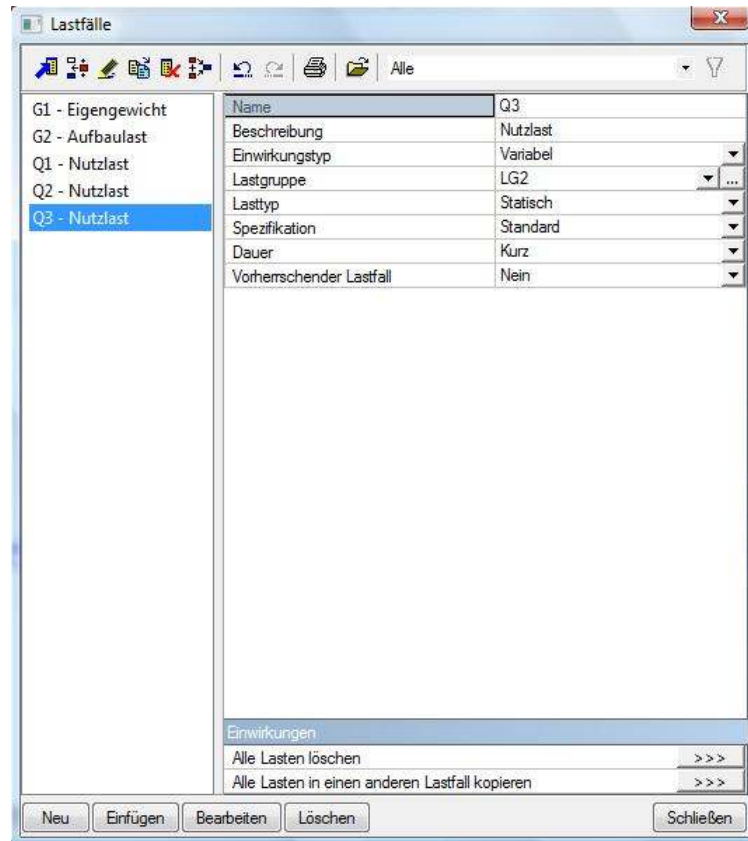 Lastfälle
Alle
G1 - Eigengewicht
G2 - Aufbaulast
Q1 - Nutzlast
Q2 - Nutzlast
Q3 - Nutzlast
Name Q3
Beschreibung Nutzlast
Einwirkungstyp Variabel
Lastgruppe LG2 ...
Lasttyp Statisch
Spezifikation Standard
Dauer Kurz
Vorherrschender Lastfall Nein
Einwirkungen
Alle Lasten löschen >>>
Alle Lasten in einen anderen Lastfall kopieren >>>
Neu Einfügen Bearbeiten Löschen Schließen